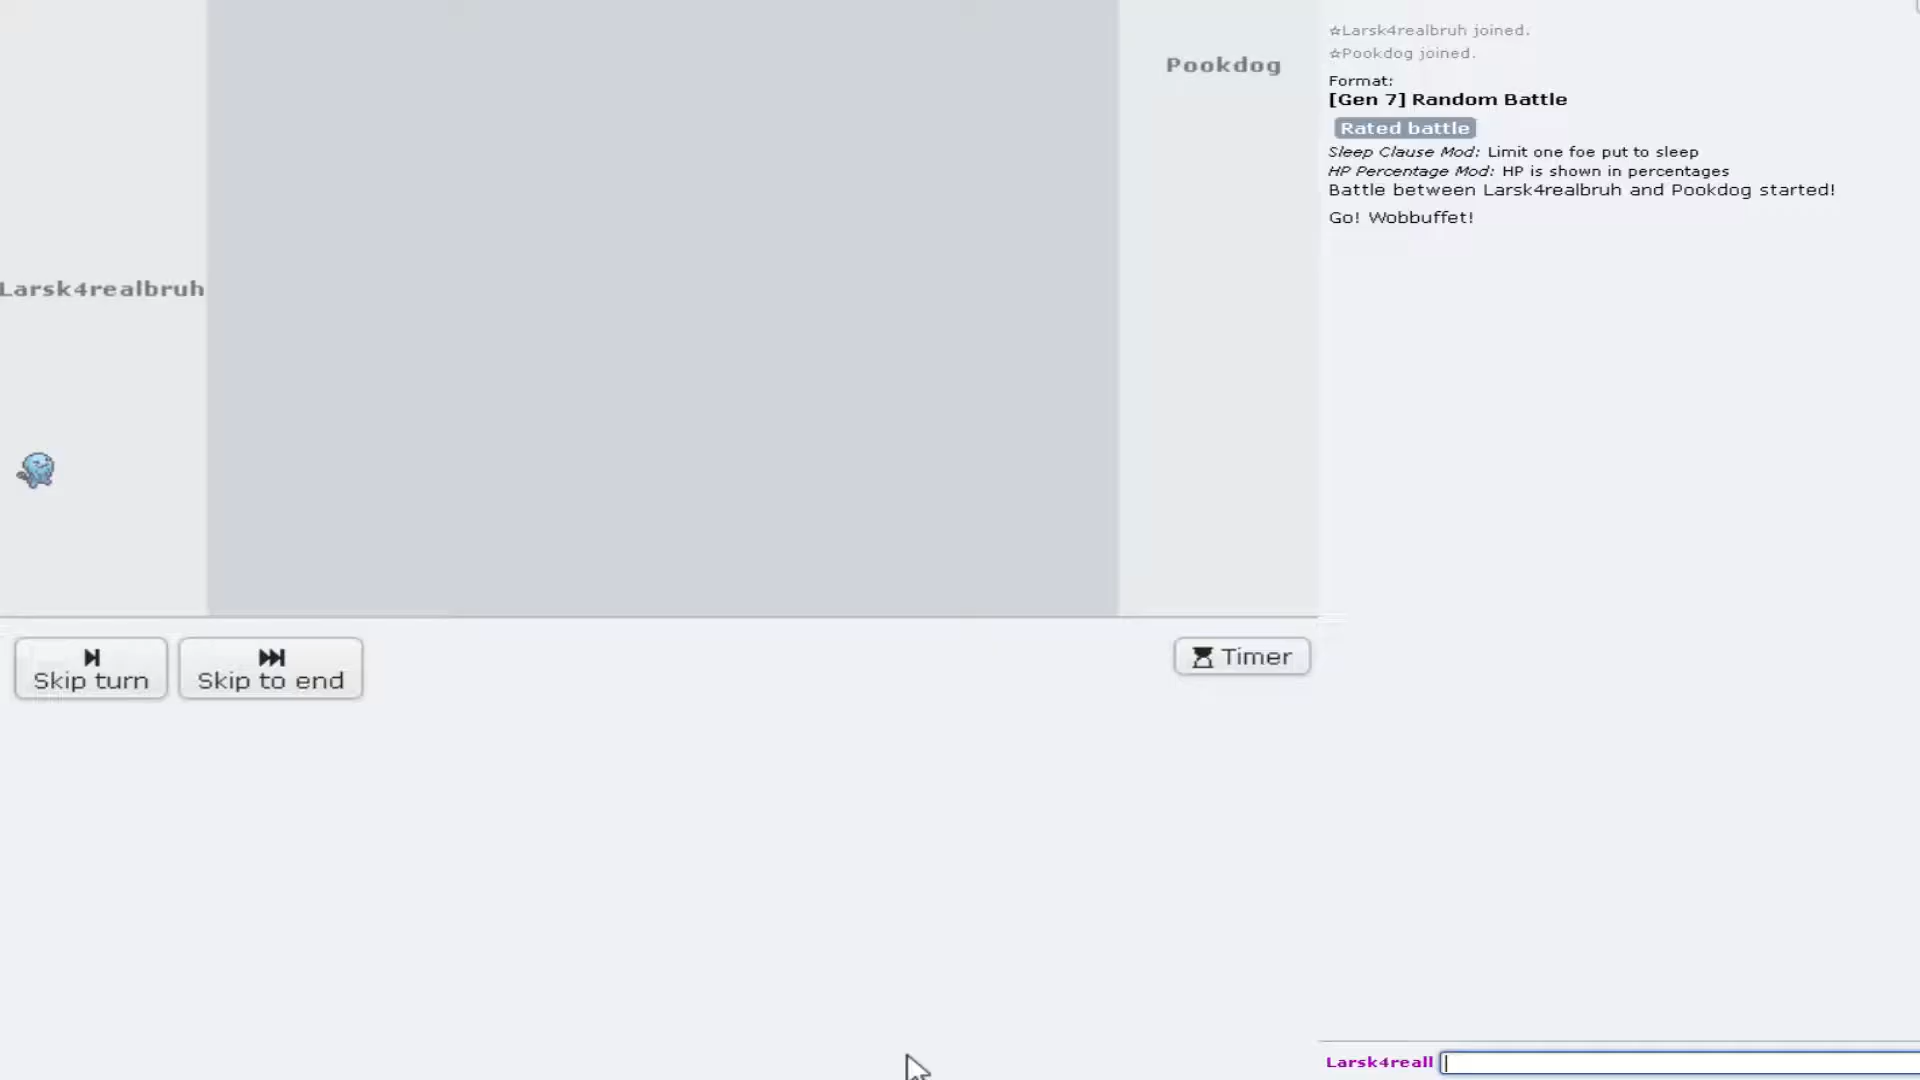 ☆Larsk4realbruh joined.
☆Pookdog joined.
Format:
[Gen 7] Random Battle
Rated battle
Sleep Clause Mod: Limit one foe put to sleep
HP Percentage Mod: HP is shown in percentages
Battle between Larsk4realbruh and Pookdog started!
Go! Wobbuffet!
Pookdog
Larsk4realbruh
Skip turn
Skip to end
Timer
Larsk4reall